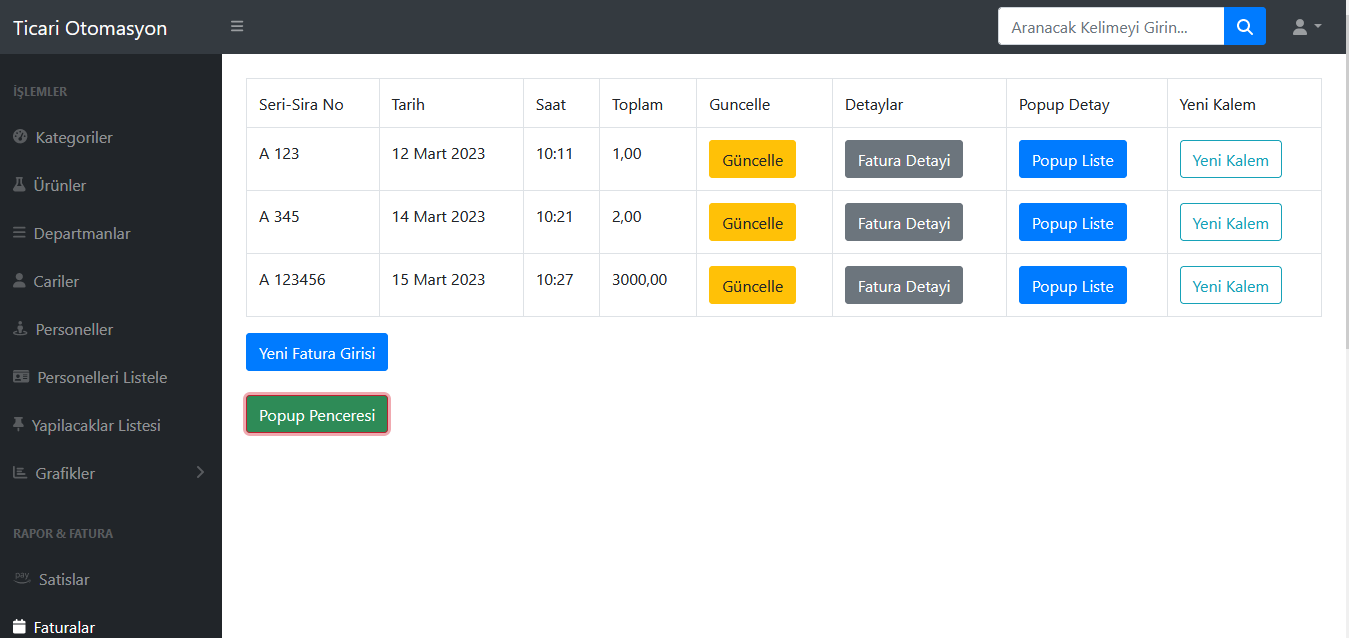 Ticari Otomasyon
Aranacak Kelimeyi Girin...
İŞLEMLER
Kategoriler
Ürünler
Departmanlar
Cariler
Personeller
Personelleri Listele
Yapilacaklar Listesi
Grafikler
RAPOR & FATURA
pay Satislar
Faturalar
Seri-Sira No Tarih Saat Toplam Guncelle Detaylar Popup Detay Yeni Kalem
A 123 12 Mart 2023 10:11 1,00 Güncelle Fatura Detayi Popup Liste Yeni Kalem
A 345 14 Mart 2023 10:21 2,00 Güncelle Fatura Detayi Popup Liste Yeni Kalem
A 123456 15 Mart 2023 10:27 3000,00 Güncelle Fatura Detayi Popup Liste Yeni Kalem
Yeni Fatura Girisi
Popup Penceresi